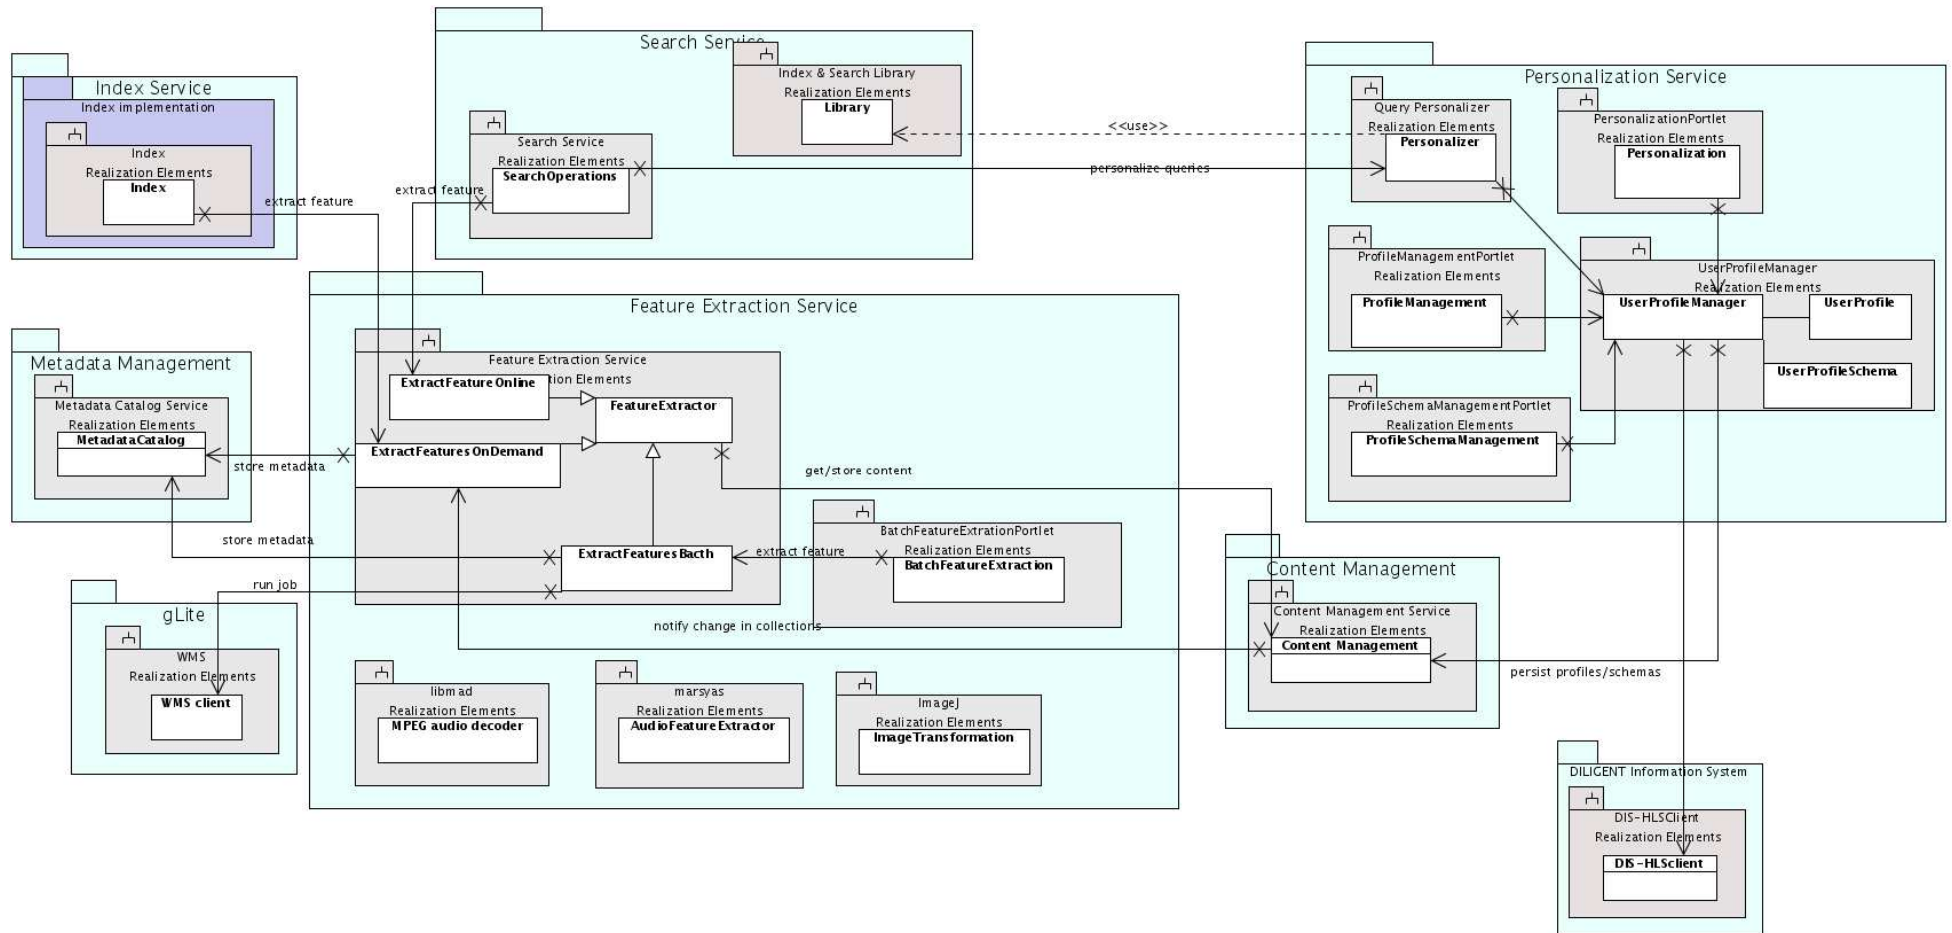 Search Service
Index & Search Library
Realization Elements
Library
Search Service
Realization Elements
SearchOperations
Index Service
Index implementation
Index
Realization Elements
Index
extract feature
extract feature
<<use>>
personalize queries
Personalization Service
Query Personalizer
Realization Elements
Personalizer
PersonalizationPortlet
Realization Elements
Personalization
ProfileManagementPortlet
Realization Elements
ProfileManagement
UserProfileManager
Realization Elements
UserProfileManager
UserProfile
UserProfileSchema
ProfileSchemaManagementPortlet
Realization Elements
ProfileSchemaManagement
Feature Extraction Service
Feature Extraction Service
tion Elements
ExtractFeatureOnline
FeatureExtractor
ExtractFeaturesOnDemand
ExtractFeaturesBacth
Metadata Management
Metadata Catalog Service
Realization Elements
MetadataCatalog
store metadata
store metadata
run job
get/store content
BatchFeatureExtrationPortlet
extract feature
Realization Elements
BatchFeatureExtraction
notify change in collections
gLite
WMS
Realization Elements
WMS client
libmad
Realization Elements
MPEG audio decoder
marsyas
Realization Elements
AudioFeatureExtractor
ImageJ
Realization Elements
ImageTransformation
Content Management
Content Management Service
Realization Elements
Content Management
persist profiles/schemas
DILIGENT Information System
DIS-HLSClient
Realization Elements
DIS-HLSclient